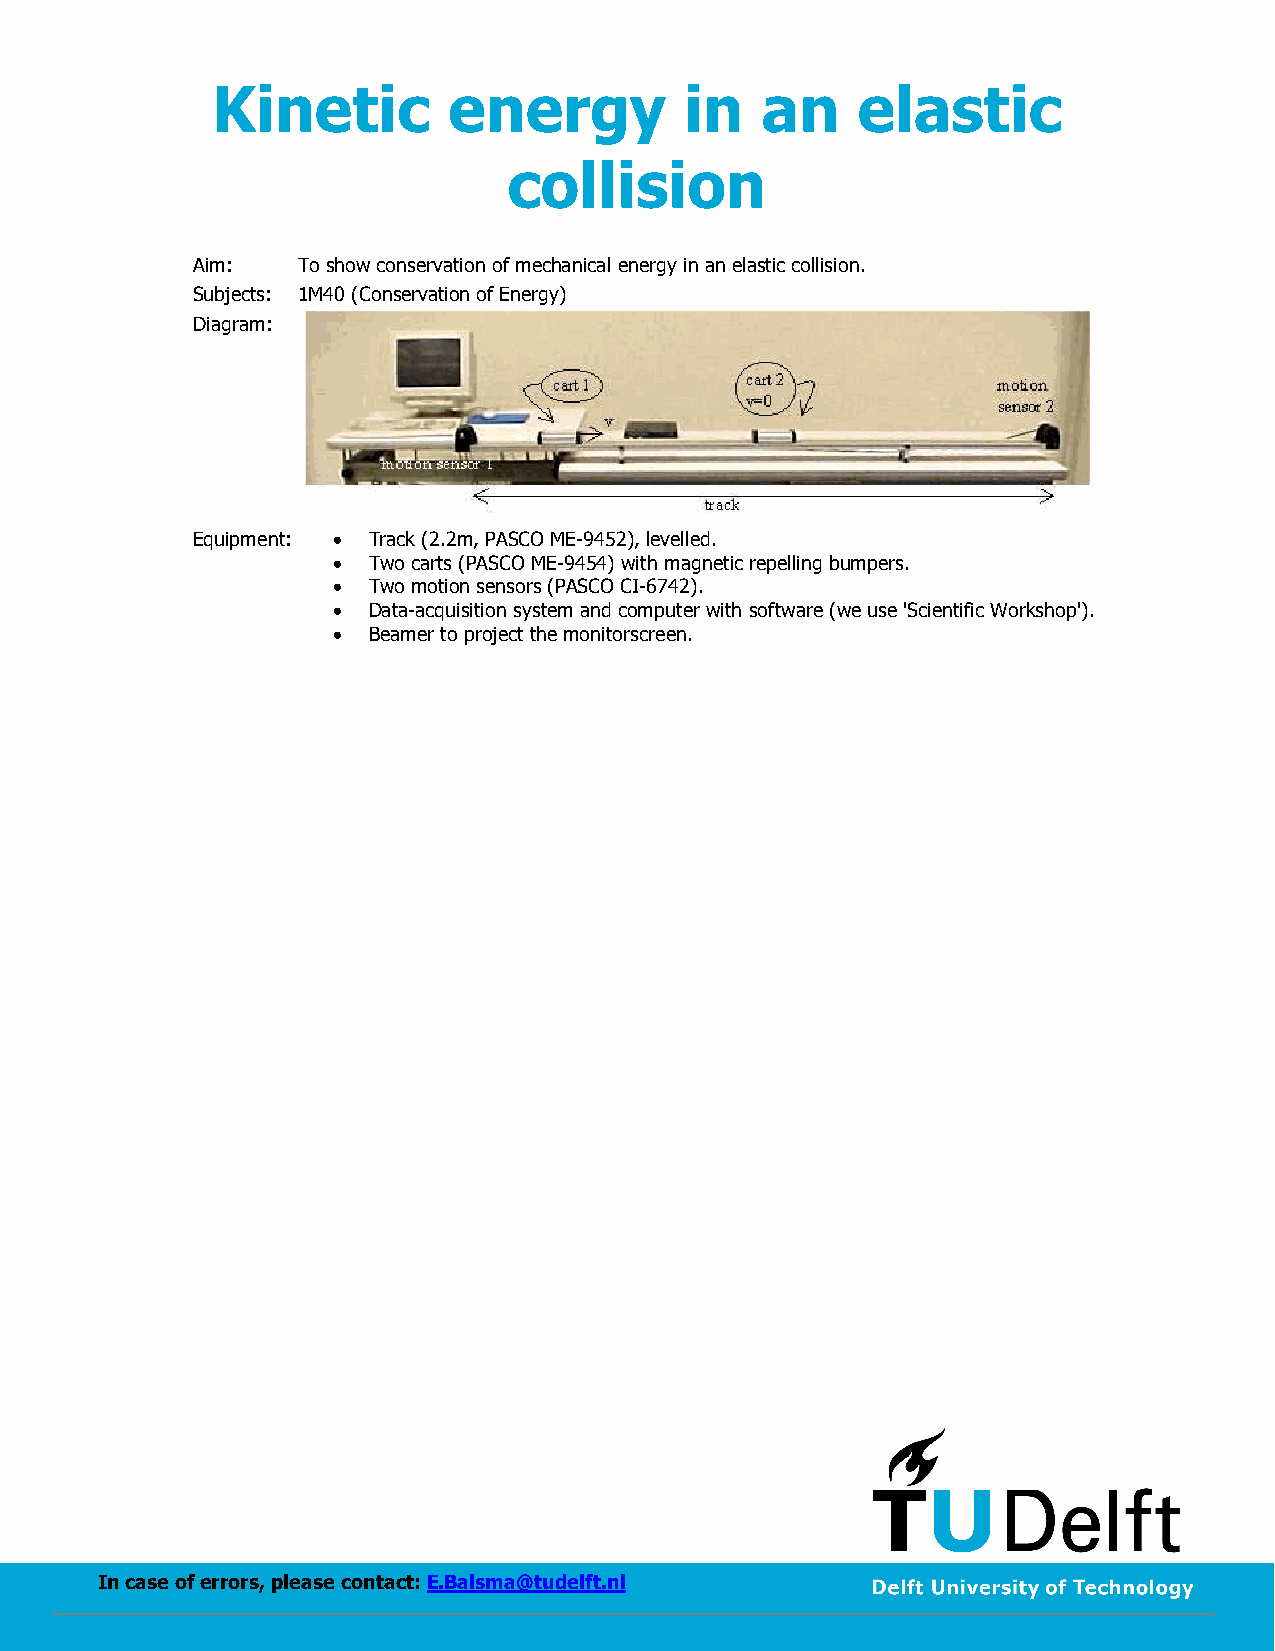 Kinetic energy in an elastic
collision
Aim: To show conservation of mechanical energy in an elastic collision.
Subjects: 1M40 (Conservation of Energy)
Diagram:
cart 1
cart 2
v=0
motion
sensor 2
v
motion sensor 1
track
Equipment: • Track (2.2m, PASCO ME-9452), levelled.
• Two carts (PASCO ME-9454) with magnetic repelling bumpers.
• Two motion sensors (PASCO CI-6742).
• Data-acquisition system and computer with software (we use 'Scientific Workshop').
• Beamer to project the monitorscreen.
TUDelft
In case of errors, please contact: E.Balsma@tudelft.nl
Delft University of Technology